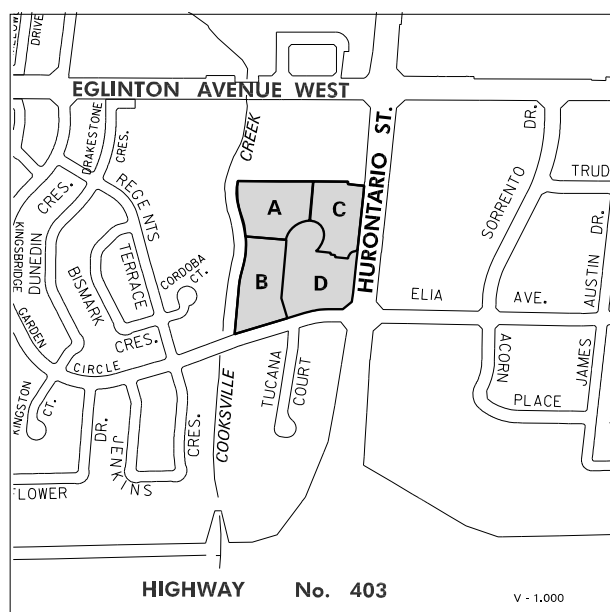 DRIVE
EGLINTON AVENUE WEST
DRAKESTONE
CRES.
CREEK
HURONTARIO ST.
DR.
SORRENTO
TRUD
CRES.
REGENTS
A
C
KINGSBRIDGE
DUNEDIN
TERRACE
BISMARK
CORDOBA
CT.
B
D
ELIA
AVE.
AUSTIN
DR.
GARDEN
CRES.
CIRCLE
KINGSTON
CT.
TUCANA
COURT
ACORN
PLACE
JAMES
DR.
JENKINS
CRES.
COOKSVILLE
FLOWER
HIGHWAY No. 403
V - 1.000